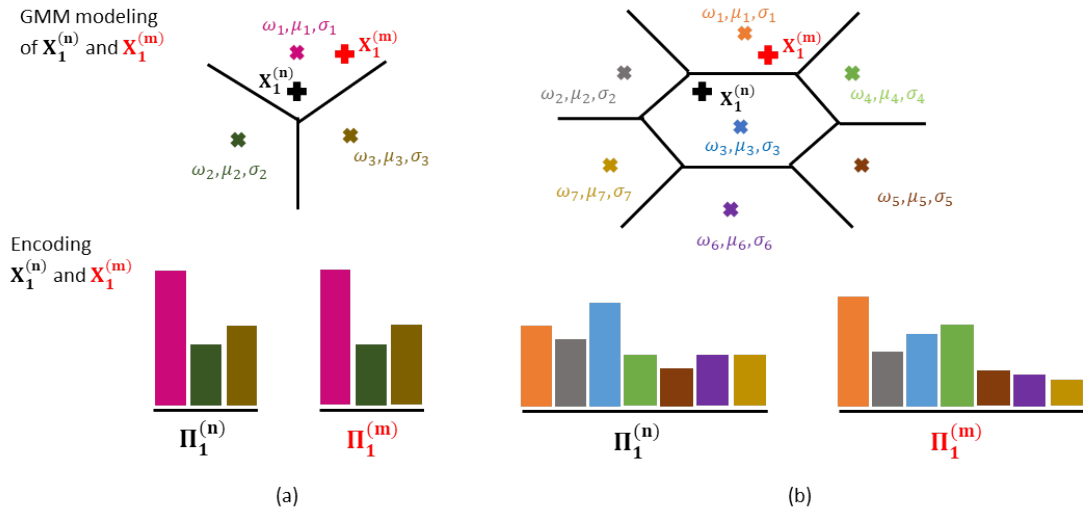 GMM modeling
of X₁⁽ⁿ⁾ and X₁⁽ᵐ⁾
ω₁, μ₁, σ₁
X₁⁽ᵐ⁾
X₁⁽ⁿ⁾
ω₂, μ₂, σ₂
ω₃, μ₃, σ₃
ω₁, μ₁, σ₁
X₁⁽ᵐ⁾
ω₂, μ₂, σ₂
X₁⁽ⁿ⁾
ω₄, μ₄, σ₄
ω₃, μ₃, σ₃
ω₇, μ₇, σ₇
ω₅, μ₅, σ₅
ω₆, μ₆, σ₆
Encoding
X₁⁽ⁿ⁾ and X₁⁽ᵐ⁾
Π₁⁽ⁿ⁾
Π₁⁽ᵐ⁾
Π₁⁽ⁿ⁾
Π₁⁽ᵐ⁾
(a)
(b)